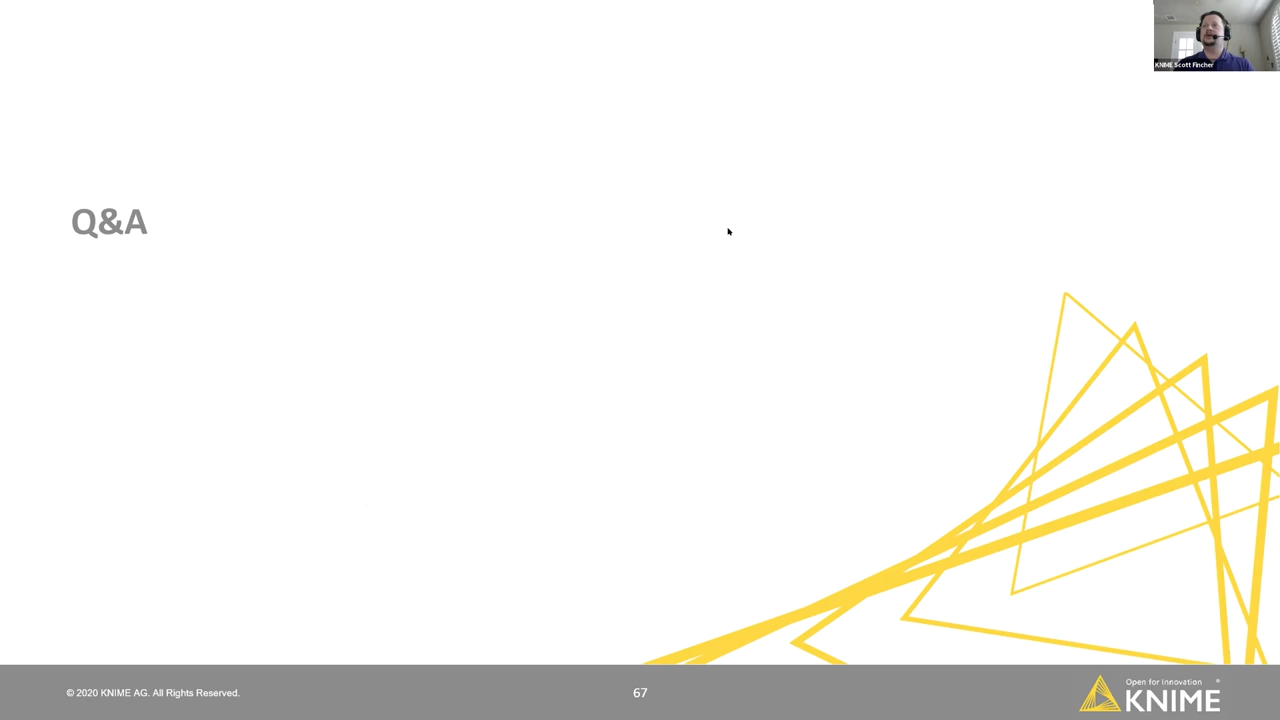 KNIME Scott Fincher
Q&A
© 2020 KNIME AG. All Rights Reserved.
67
Open for Innovation ®
KNIME